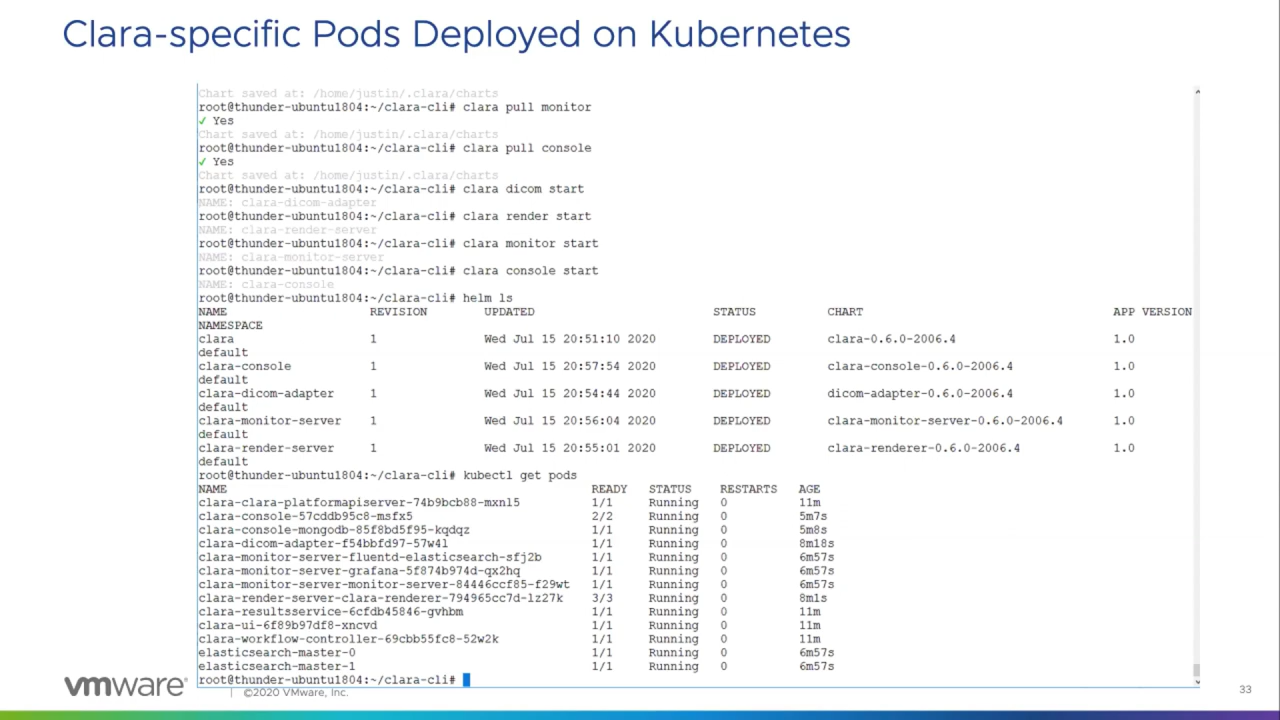 Clara-specific Pods Deployed on Kubernetes
Chart saved at: /home/justin/.clara/charts
root@thunder-ubuntu1804:~/clara-cli# clara pull monitor
✓ Yes
Chart saved at: /home/justin/.clara/charts
root@thunder-ubuntu1804:~/clara-cli# clara pull console
✓ Yes
Chart saved at: /home/justin/.clara/charts
root@thunder-ubuntu1804:~/clara-cli# clara dicom start
NAME: clara-dicom-adapter
root@thunder-ubuntu1804:~/clara-cli# clara render start
NAME: clara-render-server
root@thunder-ubuntu1804:~/clara-cli# clara monitor start
NAME: clara-monitor-server
root@thunder-ubuntu1804:~/clara-cli# clara console start
NAME: clara-console
root@thunder-ubuntu1804:~/clara-cli# helm ls
NAME REVISION UPDATED STATUS CHART APP VERSION
NAMESPACE
clara 1 Wed Jul 15 20:51:10 2020 DEPLOYED clara-0.6.0-2006.4 1.0
default
clara-console 1 Wed Jul 15 20:57:54 2020 DEPLOYED clara-console-0.6.0-2006.4 1.0
default
clara-dicom-adapter 1 Wed Jul 15 20:54:44 2020 DEPLOYED dicom-adapter-0.6.0-2006.4 1.0
default
clara-monitor-server 1 Wed Jul 15 20:56:04 2020 DEPLOYED clara-monitor-server-0.6.0-2006.4 1.0
default
clara-render-server 1 Wed Jul 15 20:55:01 2020 DEPLOYED clara-renderer-0.6.0-2006.4 1.0
default
root@thunder-ubuntu1804:~/clara-cli# kubectl get pods
NAME READY STATUS RESTARTS AGE
clara-clara-platformapiserver-74b9bcb88-mxnl5 1/1 Running 0 11m
clara-console-57cddb95c8-msfx5 2/2 Running 0 5m7s
clara-console-mongodb-85f8bd5f95-kqdqz 1/1 Running 0 5m8s
clara-dicom-adapter-f54bbfd97-57w4l 1/1 Running 0 8m18s
clara-monitor-server-fluentd-elasticsearch-sfj2b 1/1 Running 0 6m57s
clara-monitor-server-grafana-5f874b974d-qx2hq 1/1 Running 0 6m57s
clara-monitor-server-monitor-server-84446ccf85-f29wt 1/1 Running 0 6m57s
clara-render-server-clara-renderer-794965cc7d-lz27k 3/3 Running 0 8m1s
clara-resultsservice-6cfdb45846-gvhbm 1/1 Running 0 11m
clara-ui-6f89b97df8-xncvd 1/1 Running 0 11m
clara-workflow-controller-69cbb55fc8-52w2k 1/1 Running 0 11m
elasticsearch-master-0 1/1 Running 0 6m57s
elasticsearch-master-1 1/1 Running 0 6m57s
root@thunder-ubuntu1804:~/clara-cli#
vmware®
©2020 VMware, Inc.
33